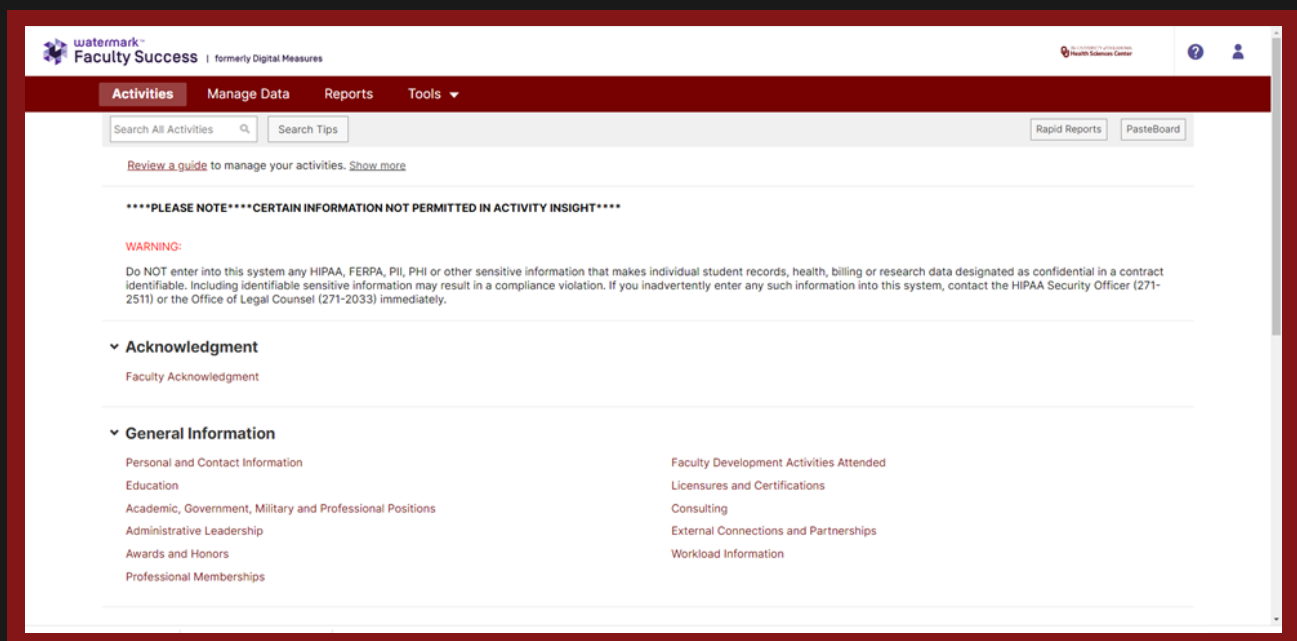 watermark™
Faculty Success | formerly Digital Measures
Health Sciences Center
Activities Manage Data Reports Tools
Search All Activities Search Tips Rapid Reports PasteBoard
Review a guide to manage your activities. Show more
****PLEASE NOTE****CERTAIN INFORMATION NOT PERMITTED IN ACTIVITY INSIGHT****
WARNING:
Do NOT enter into this system any HIPAA, FERPA, PII, PHI or other sensitive information that makes individual student records, health, billing or research data designated as confidential in a contract
identifiable. Including identifiable sensitive information may result in a compliance violation. If you inadvertently enter any such information into this system, contact the HIPAA Security Officer (271-
2511) or the Office of Legal Counsel (271-2033) immediately.
Acknowledgment
Faculty Acknowledgment
General Information
Personal and Contact Information
Education
Academic, Government, Military and Professional Positions
Administrative Leadership
Awards and Honors
Professional Memberships
Faculty Development Activities Attended
Licensures and Certifications
Consulting
External Connections and Partnerships
Workload Information